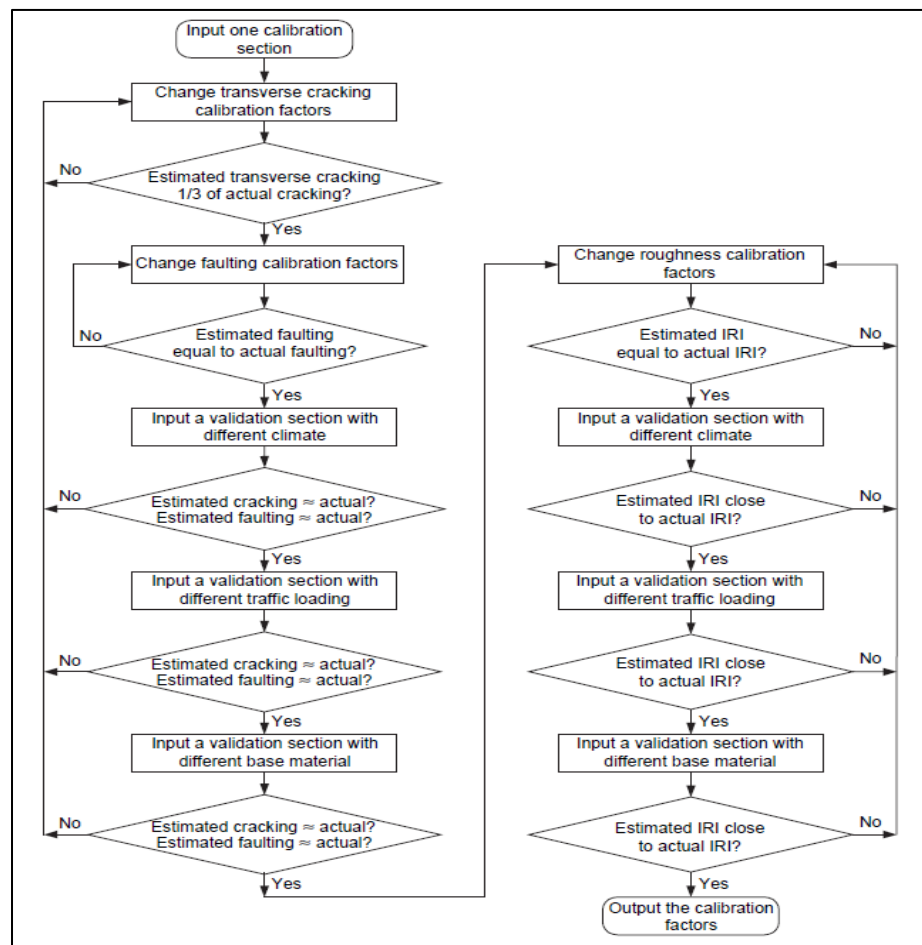 Input one calibration
section
Change transverse cracking
calibration factors
No
Estimated transverse cracking
1/3 of actual cracking?
Yes
Change faulting calibration factors
No
Estimated faulting
equal to actual faulting?
Yes
Input a validation section with
different climate
No
Estimated cracking ≈ actual?
Estimated faulting ≈ actual?
Yes
Input a validation section with
different traffic loading
No
Estimated cracking ≈ actual?
Estimated faulting ≈ actual?
Yes
Input a validation section with
different base material
No
Estimated cracking ≈ actual?
Estimated faulting ≈ actual?
Yes
Change roughness calibration
factors
Estimated IRI
equal to actual IRI?
No
Yes
Input a validation section with
different climate
Estimated IRI close
to actual IRI?
No
Yes
Input a validation section with
different traffic loading
Estimated IRI close
to actual IRI?
No
Yes
Input a validation section with
different base material
Estimated IRI close
to actual IRI?
No
Yes
Output the calibration
factors